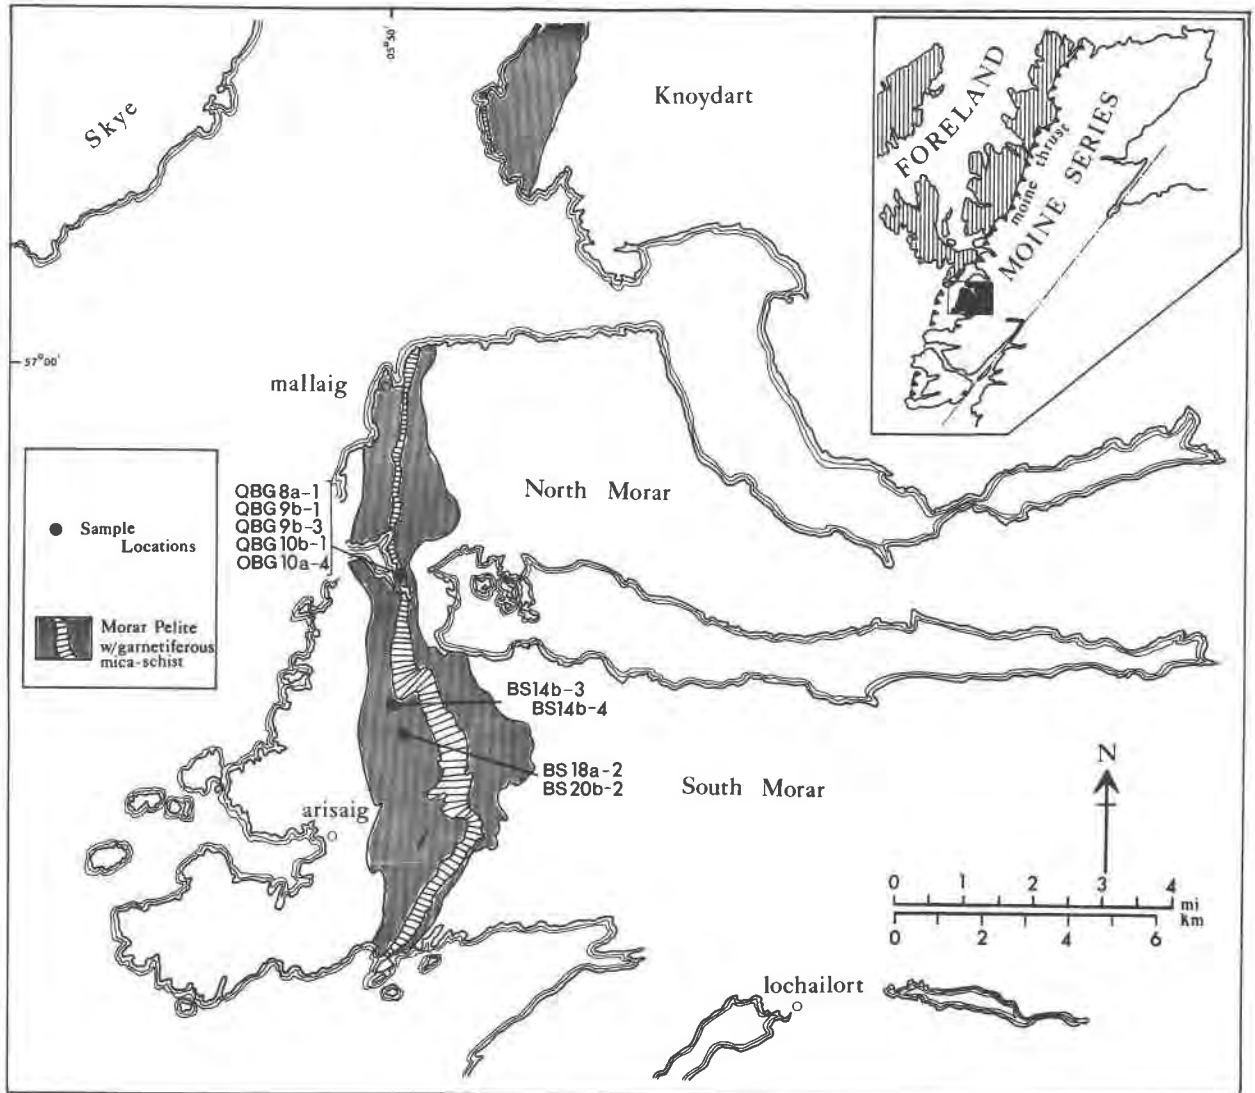 05°50'
Skye
Knoydart
FORELAND
moine thrust
MOINE SERIES
57°00'
mallaig
QBG 8a-1
QBG 9b-1
QBG 9b-3
QBG 10b-1
OBG 10a-4
North Morar
Sample
Locations
Morar Pelite
w/garnetiferous
mica-schist
BS14b-3
BS14b-4
BS 18a-2
BS 20b-2
South Morar
arisaig
N
0 1 2 3 4
mi
km
0 2 4 6
lochailort